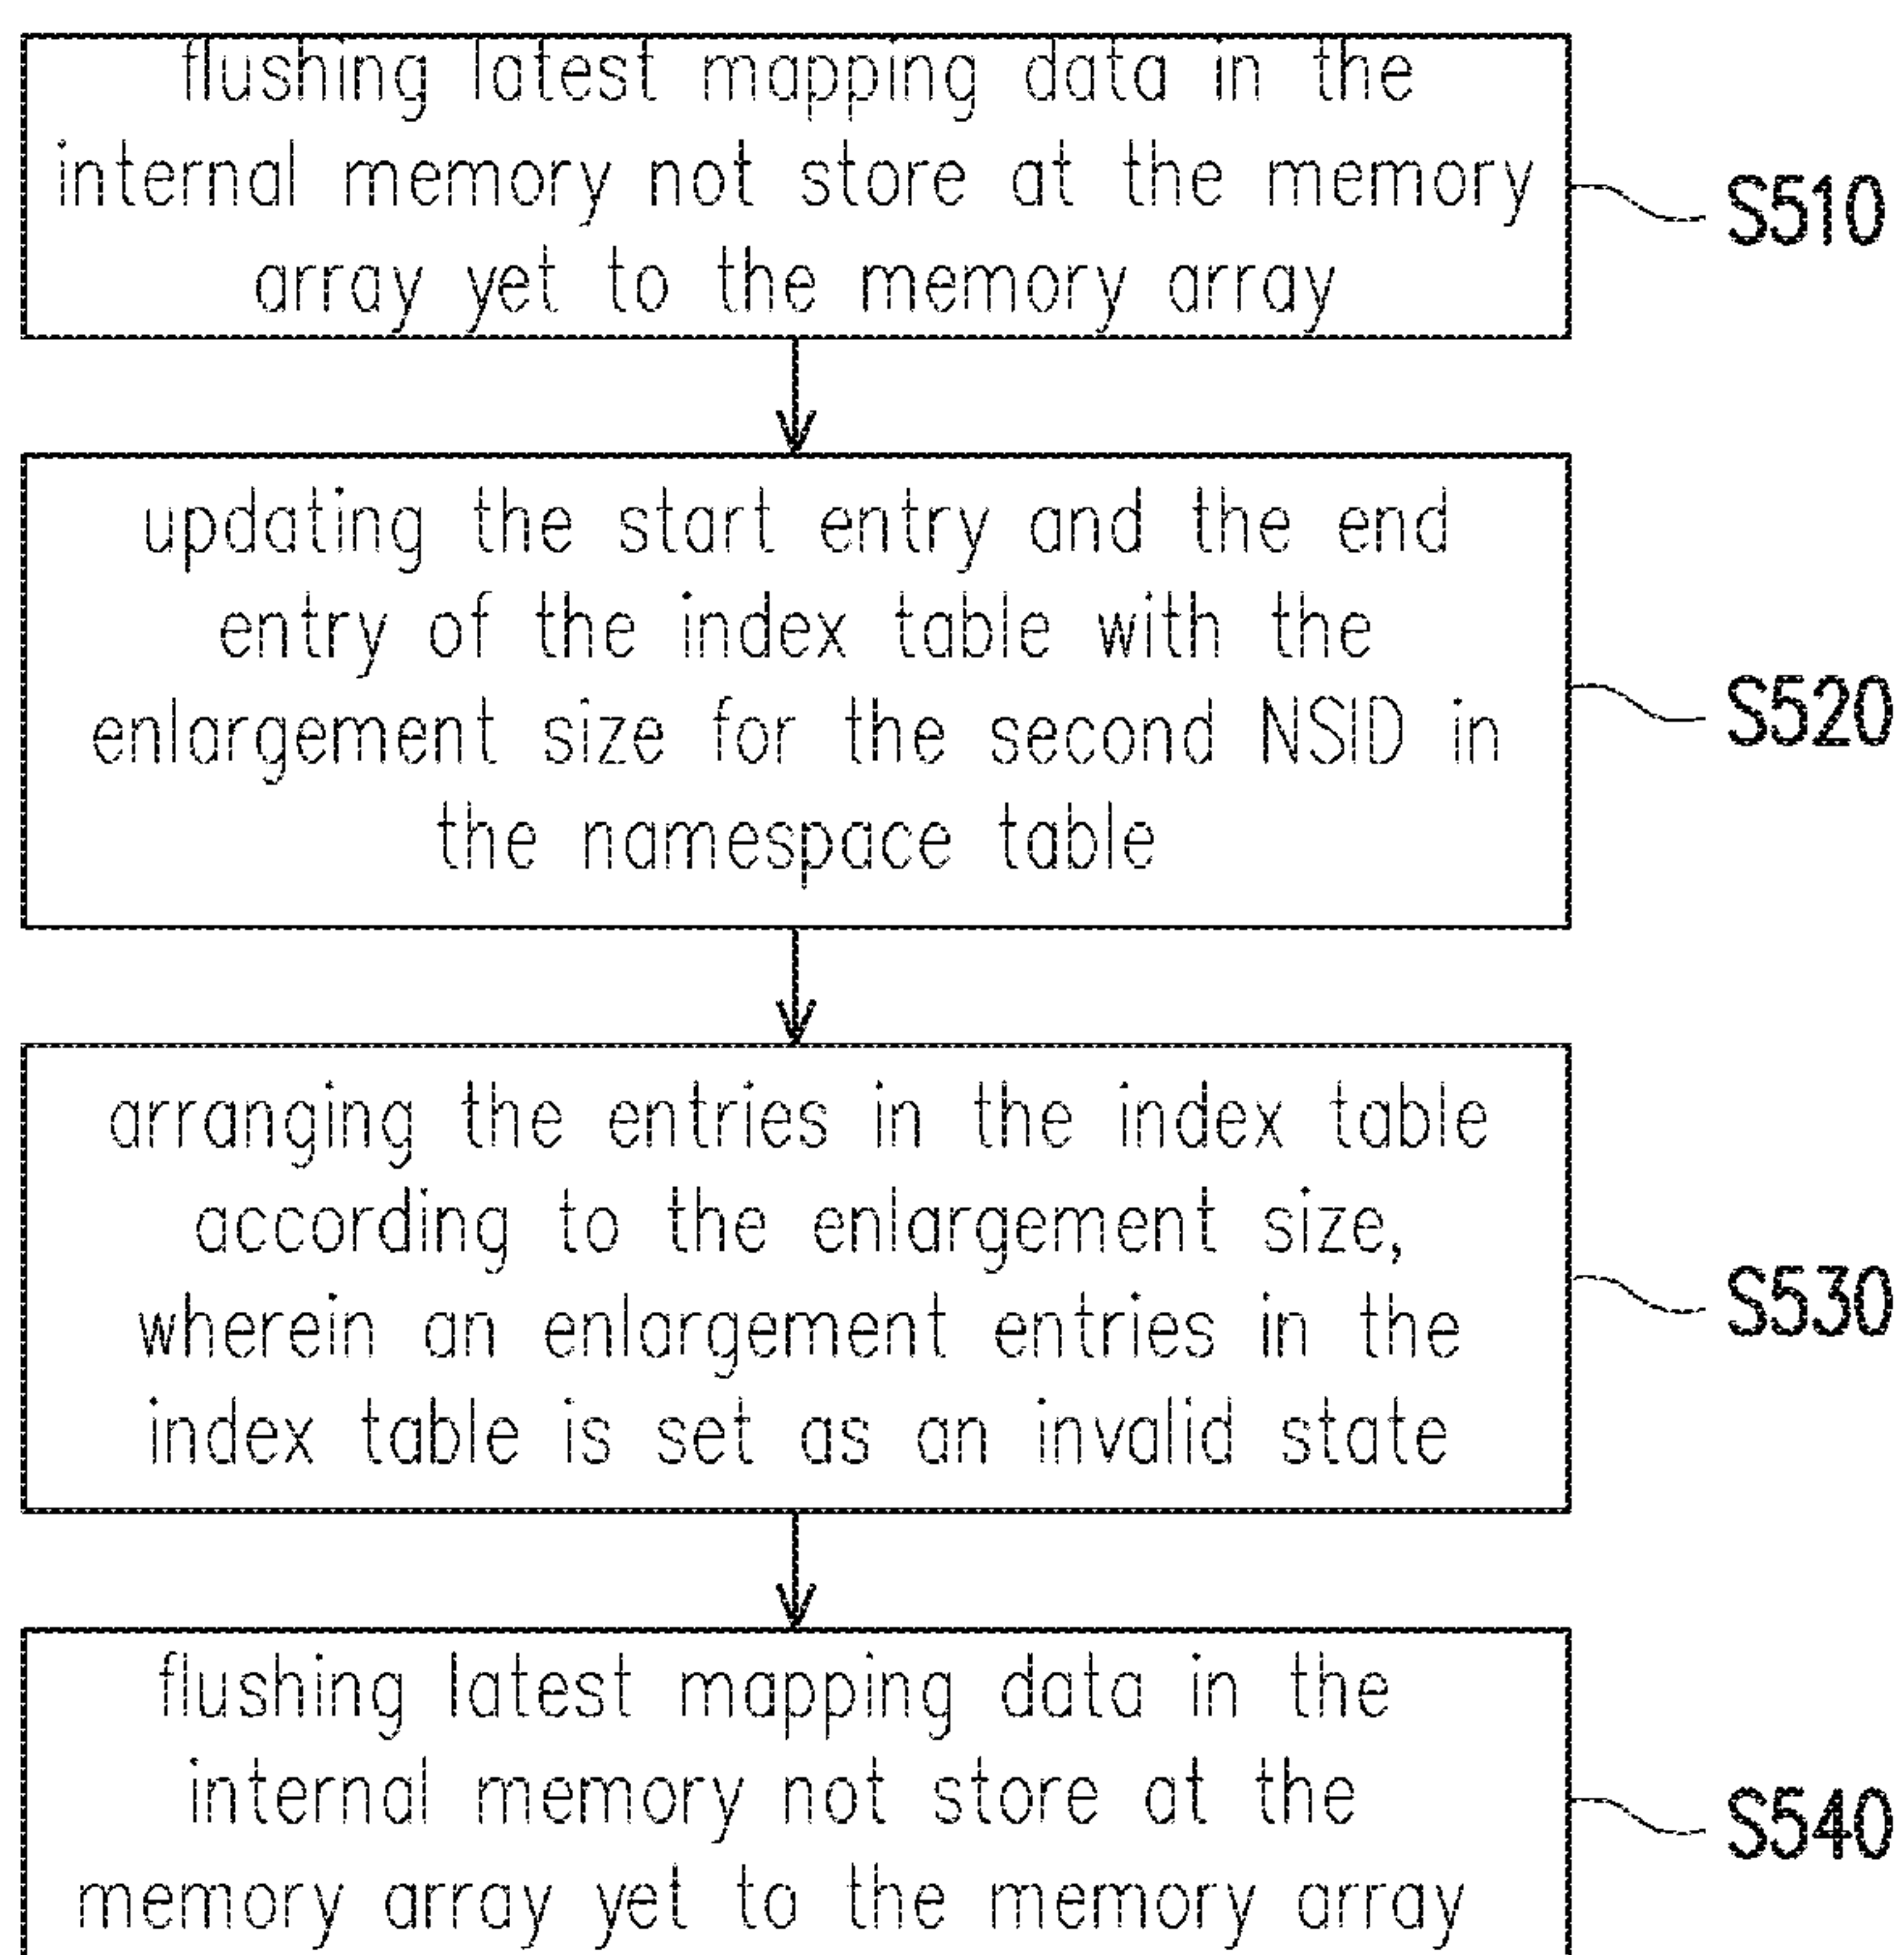 flushing latest mapping data in the
internal memory not store at the memory
array yet to the memory array
S510
updating the start entry and the end
entry of the index table with the
enlargement size for the second NSID in
the namespace table
S520
arranging the entries in the index table
according to the enlargement size,
wherein an enlargement entries in the
index table is set as an invalid state
S530
flushing latest mapping data in the
internal memory not store at the
memory array yet to the memory array
S540